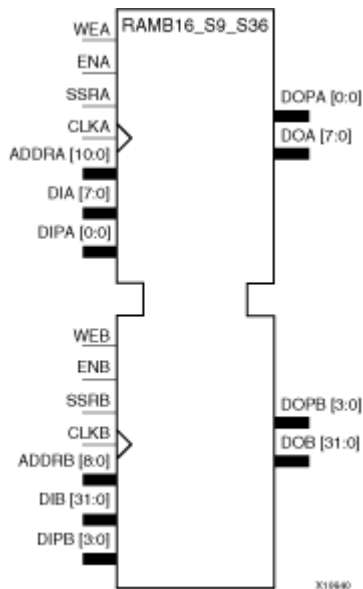 RAMB16_S9_S36
WEA
ENA
SSRA
CLKA
ADDRA [10:0]
DIA [7:0]
DIPA [0:0]
DOPA [0:0]
DOA [7:0]
WEB
ENB
SSRB
CLKB
ADDRB [8:0]
DIB [31:0]
DIPB [3:0]
DOPB [3:0]
DOB [31:0]
X10640